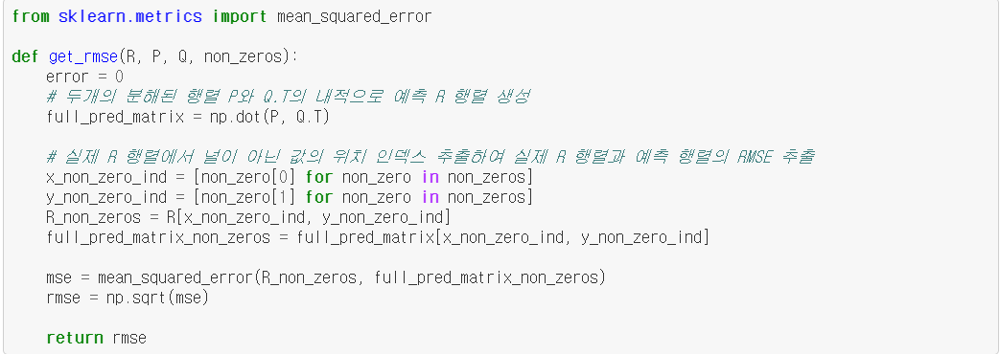 from sklearn.metrics import mean_squared_error
def get_rmse(R, P, Q, non_zeros):
error = 0
# 두개의 분해된 행렬 P와 Q.T의 내적으로 예측 R 행렬 생성
full_pred_matrix = np.dot(P, Q.T)
# 실제 R 행렬에서 널이 아닌 값의 위치 인덱스 추출하여 실제 R 행렬과 예측 행렬의 RMSE 추출
x_non_zero_ind = [non_zero[0] for non_zero in non_zeros]
y_non_zero_ind = [non_zero[1] for non_zero in non_zeros]
R_non_zeros = R[x_non_zero_ind, y_non_zero_ind]
full_pred_matrix_non_zeros = full_pred_matrix[x_non_zero_ind, y_non_zero_ind]
mse = mean_squared_error(R_non_zeros, full_pred_matrix_non_zeros)
rmse = np.sqrt(mse)
return rmse